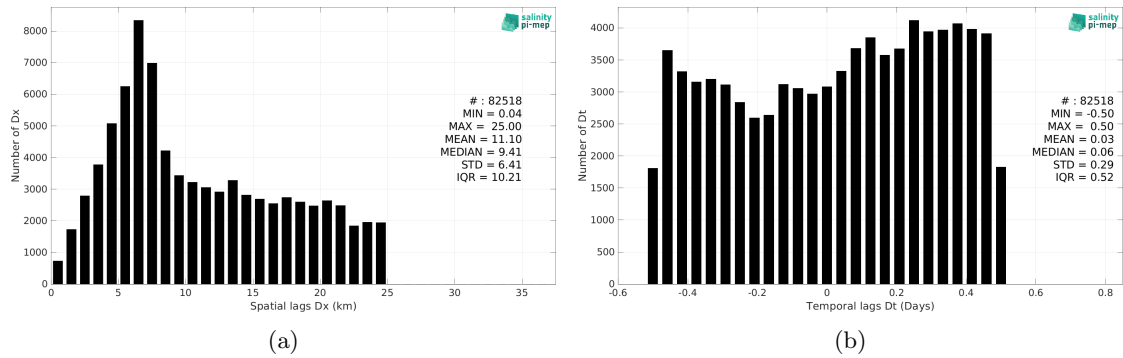 8000
7000
6000
5000
4000
3000
2000
1000
0
Number of Dx
0 5 10 15 20 25 30 35
Spatial lags Dx (km)
salinity
pi-mep
# : 82518
MIN = 0.04
MAX = 25.00
MEAN = 11.10
MEDIAN = 9.41
STD = 6.41
IQR = 10.21
(a)
4000
3500
3000
2500
2000
1500
1000
500
0
Number of Dt
-0.6 -0.4 -0.2 0 0.2 0.4 0.6 0.8
Temporal lags Dt (Days)
salinity
pi-mep
# : 82518
MIN = -0.50
MAX = 0.50
MEAN = 0.03
MEDIAN = 0.06
STD = 0.29
IQR = 0.52
(b)